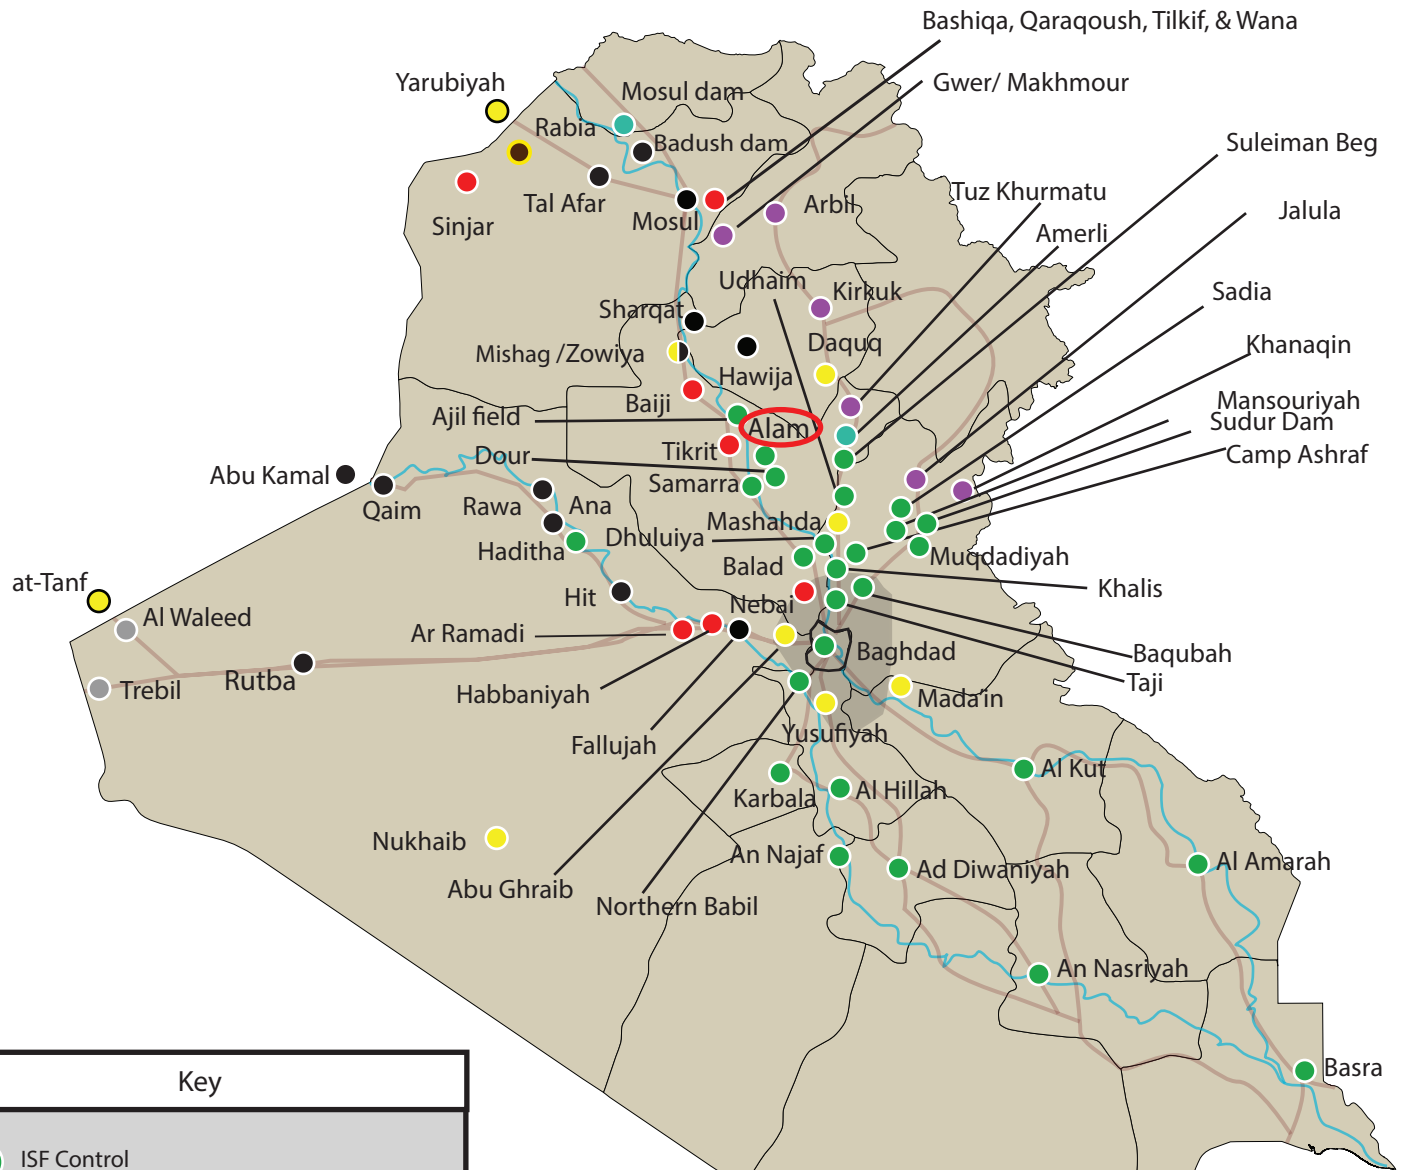 Bashiqa, Qaraqoush, Tilkif, & Wana
Gwer/ Makhmour
Yarubiyah
Mosul dam
Rabia
Badush dam
Suleiman Beg
Tal Afar
Tuz Khurmatu
Arbil
Jalula
Sinjar
Mosul
Amerli
Udhaim
Kirkuk
Sadia
Sharqat
Daquq
Khanaqin
Mishag /Zowiya
Hawija
Baiji
Mansouriyah
Ajil field
Sudur Dam
Alam
Tikrit
Camp Ashraf
Dour
Abu Kamal
Samarra
Qaim
Rawa
Ana
Mashahda
Dhuluiya
Haditha
Muqdadiyah
Balad
at-Tanf
Khalis
Hit
Nebai
Al Waleed
Ar Ramadi
Baghdad
Baqubah
Rutba
Trebil
Taji
Habbaniyah
Mada'in
Yusufiyah
Fallujah
Al Kut
Karbala
Al Hillah
Nukhaib
An Najaf
Al Amarah
Ad Diwaniyah
Abu Ghraib
Northern Babil
An Nasriyah
Basra
Key
ISF Control